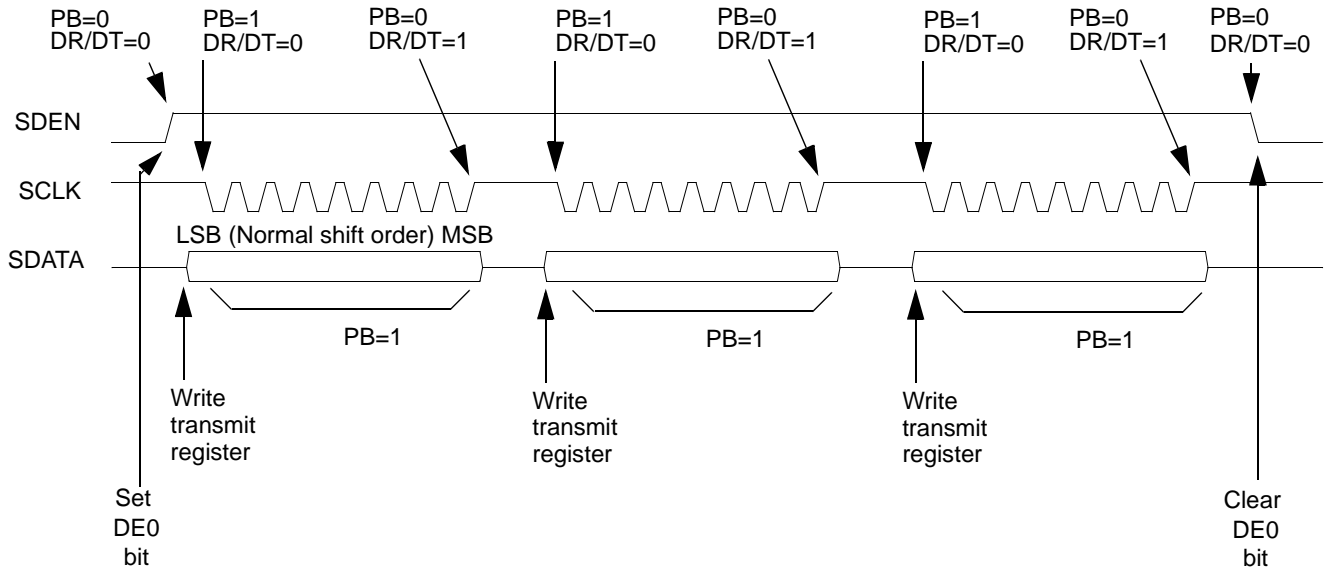 PB=0
DR/DT=0
PB=1
DR/DT=0
PB=0
DR/DT=1
PB=1
DR/DT=0
PB=0
DR/DT=1
PB=1
DR/DT=0
PB=0
DR/DT=1
PB=0
DR/DT=0
SDEN
SCLK
LSB (Normal shift order) MSB
SDATA
PB=1
PB=1
PB=1
Write
transmit
register
Write
transmit
register
Write
transmit
register
Set
DE0
bit
Clear
DE0
bit